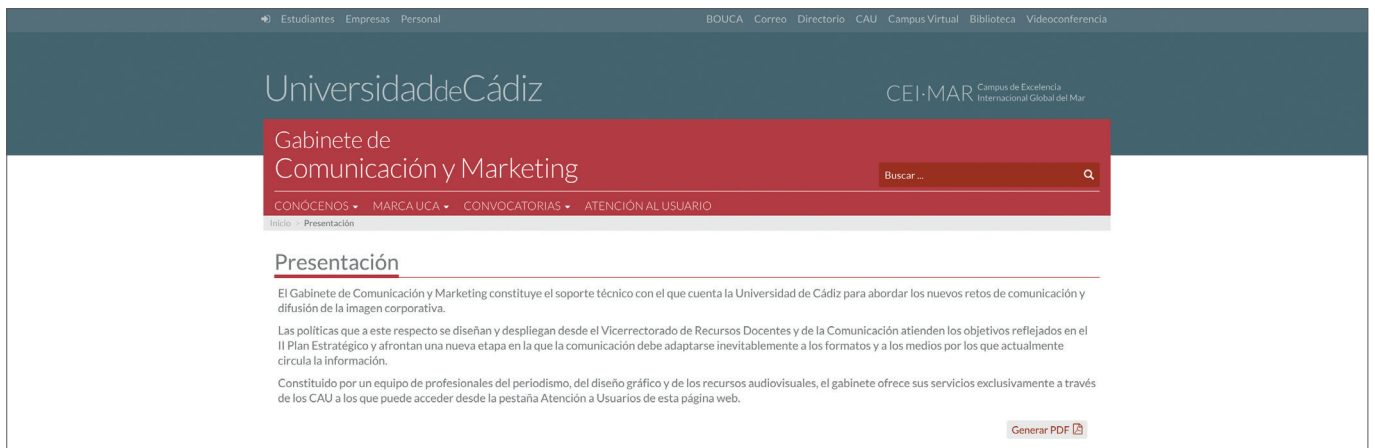 Estudiantes Empresas Personal BOUCA Correo Directorio CAU Campus Virtual Biblioteca Videoconferencia
UniversidaddeCádiz
CEI·MAR Campus de Excelencia
Internacional Global del Mar
Gabinete de
Comunicación y Marketing
Buscar ...
CONÓCENOS MARCA UCA CONVOCATORIAS ATENCIÓN AL USUARIO
Inicio > Presentación
Presentación
El Gabinete de Comunicación y Marketing constituye el soporte técnico con el que cuenta la Universidad de Cádiz para abordar los nuevos retos de comunicación y
difusión de la imagen corporativa.
Las políticas que a este respecto se diseñan y despliegan desde el Vicerrectorado de Recursos Docentes y de la Comunicación atienden los objetivos reflejados en el
II Plan Estratégico y afrontan una nueva etapa en la que la comunicación debe adaptarse inevitablemente a los formatos y a los medios por los que actualmente
circula la información.
Constituido por un equipo de profesionales del periodismo, del diseño gráfico y de los recursos audiovisuales, el gabinete ofrece sus servicios exclusivamente a través
de los CAU a los que puede acceder desde la pestaña Atención a Usuarios de esta página web.
Generar PDF